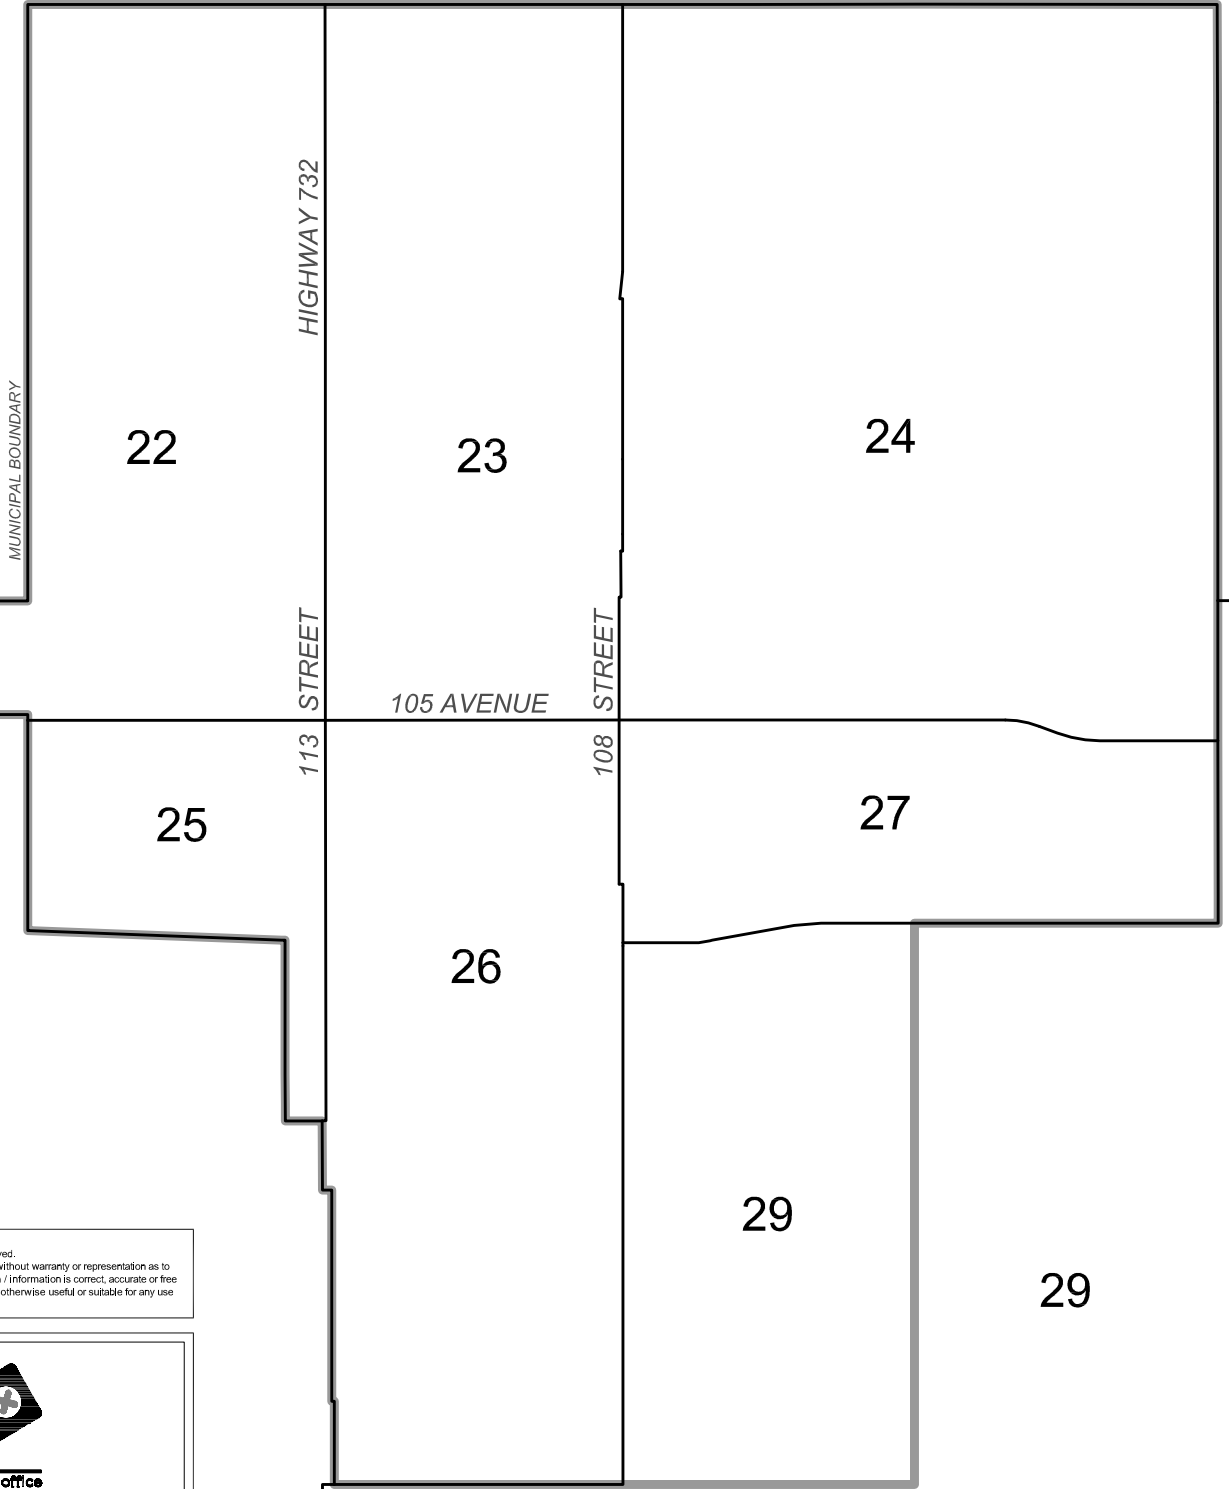 HIGHWAY 732
MUNICIPAL BOUNDARY
22
23
24
113 STREET
108 STREET
105 AVENUE
25
26
27
29
29
ved.
without warranty or representation as to
/ information is correct, accurate or free
otherwise useful or suitable for any use
office